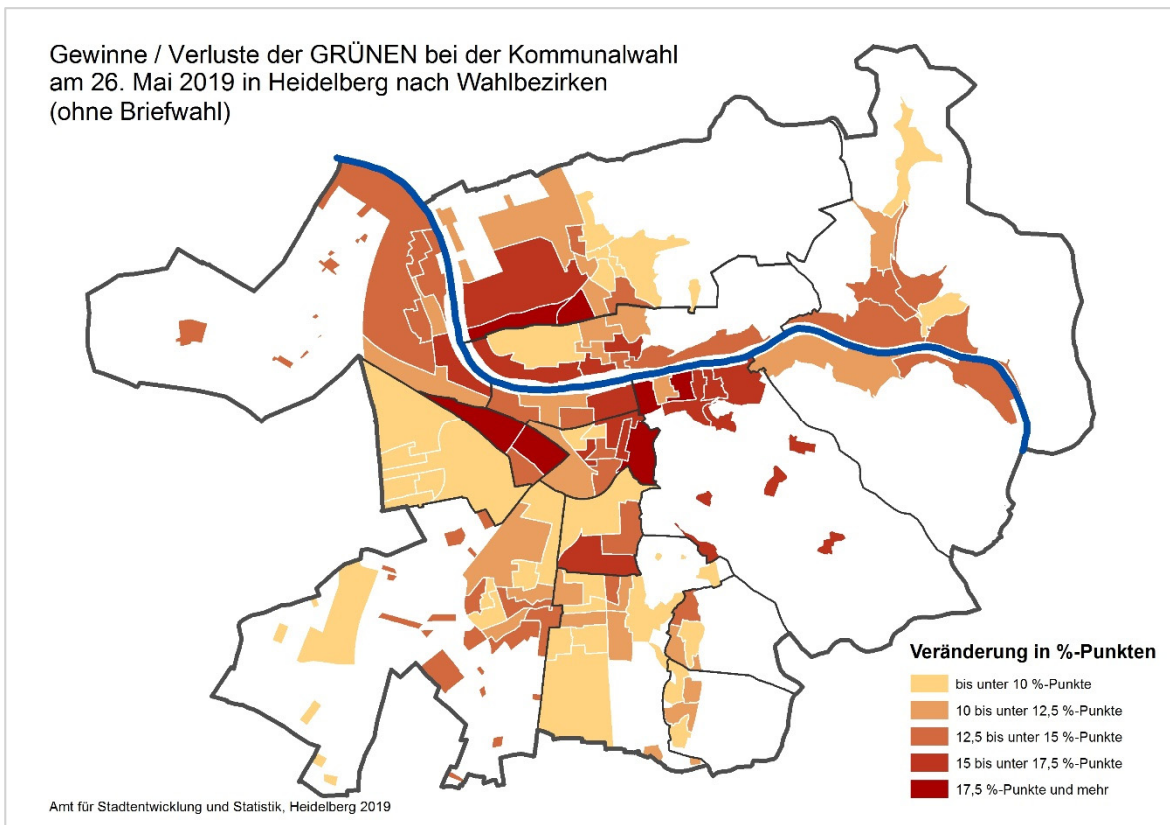 Gewinne / Verluste der GRÜNEN bei der Kommunalwahl
am 26. Mai 2019 in Heidelberg nach Wahlbezirken
(ohne Briefwahl)
Veränderung in %-Punkten
bis unter 10 %-Punkte
10 bis unter 12,5 %-Punkte
12,5 bis unter 15 %-Punkte
15 bis unter 17,5 %-Punkte
17,5 %-Punkte und mehr
Amt für Stadtentwicklung und Statistik, Heidelberg 2019